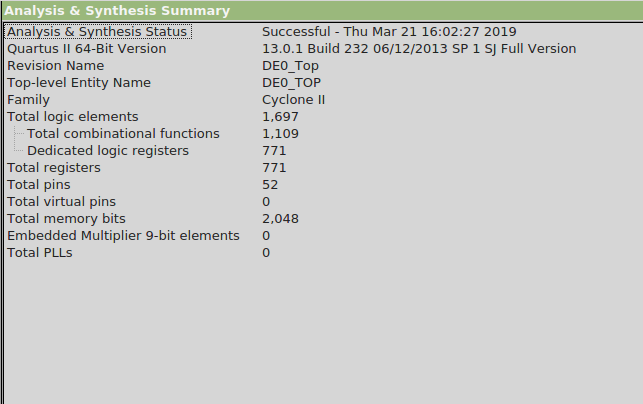 Analysis & Synthesis Summary
Analysis & Synthesis Status Successful - Thu Mar 21 16:02:27 2019
Quartus II 64-Bit Version 13.0.1 Build 232 06/12/2013 SP 1 SJ Full Version
Revision Name DE0_Top
Top-level Entity Name DE0_TOP
Family Cyclone II
Total logic elements 1,697
Total combinational functions 1,109
Dedicated logic registers 771
Total registers 771
Total pins 52
Total virtual pins 0
Total memory bits 2,048
Embedded Multiplier 9-bit elements 0
Total PLLs 0